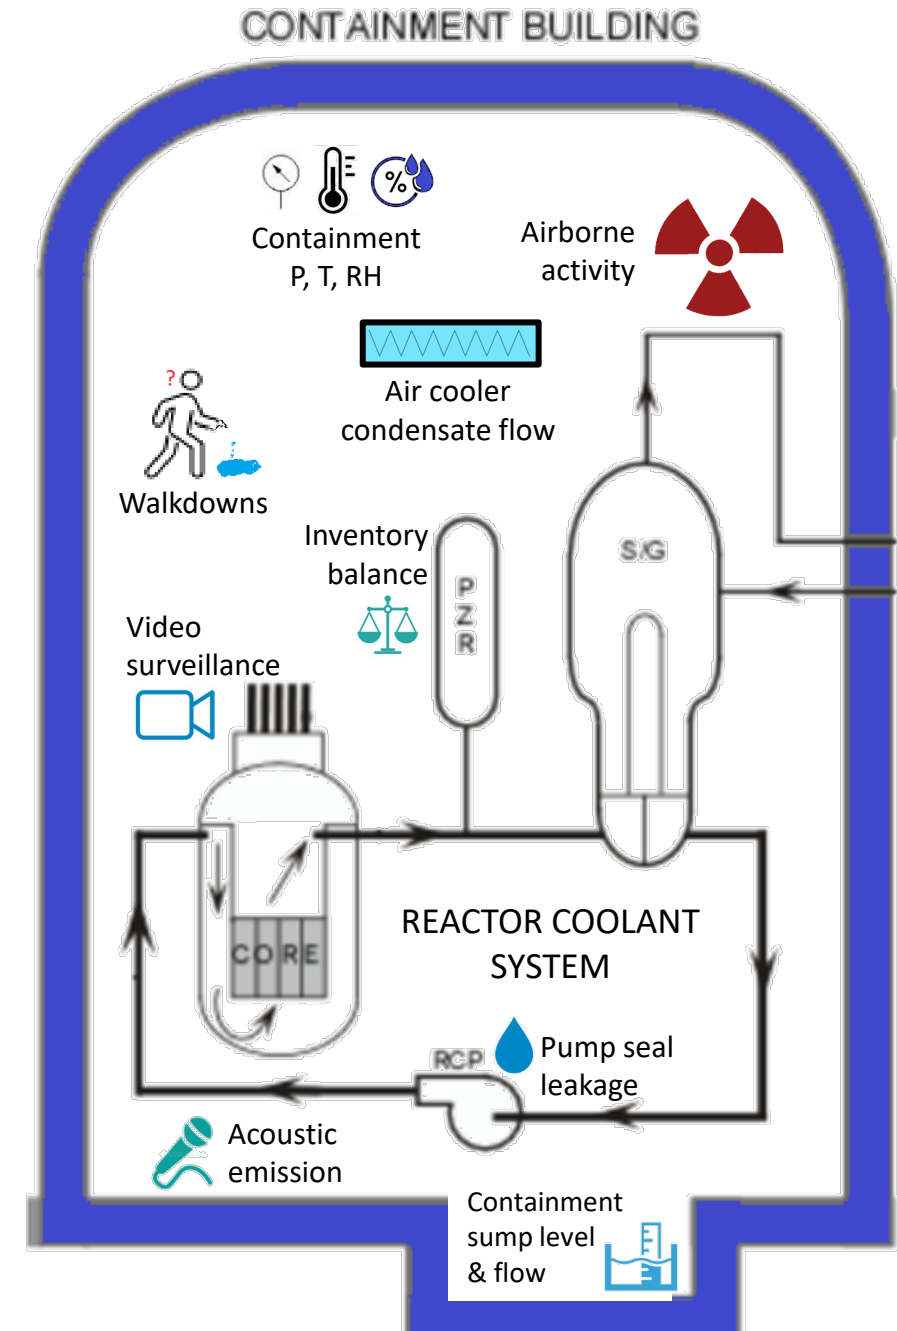 CONTAINMENT BUILDING
%
Containment
P, T, RH
Airborne
activity
Air cooler
condensate flow
?
Walkdowns
Inventory
balance
S/G
P
Z
R
Video
surveillance
CORE
REACTOR COOLANT
SYSTEM
RCP
Pump seal
leakage
Acoustic
emission
Containment
sump level
& flow